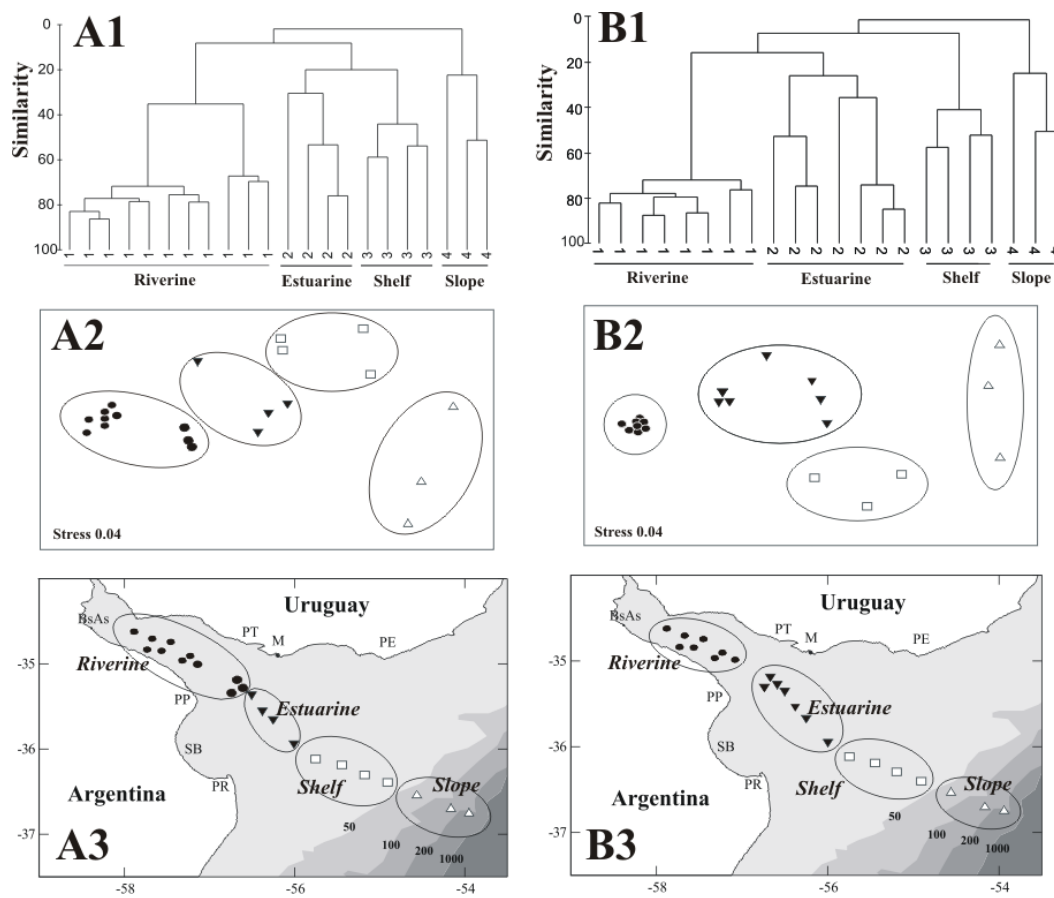 A1
Similarity
0
20
40
60
80
100
1 1 1 1 1 1 1 1 1 1 1 2 2 2 2 3 3 3 3 4 4 4
Riverine Estuarine Shelf Slope
B1
Similarity
0
20
40
60
80
100
1 1 1 1 1 1 1 1 2 2 2 2 2 2 2 3 3 3 3 4 4 4
Riverine Estuarine Shelf Slope
A2
Stress 0.04
B2
Stress 0.04
Uruguay
BsAs
PT
M
PE
-35
Riverine
PP
Estuarine
-36
SB
PR
Shelf
Slope
Argentina
50
100
200
1000
-37
A3
-58 -56 -54
Uruguay
BsAs
PT
M
PE
-35
Riverine
PP
Estuarine
-36
SB
PR
Shelf
Slope
Argentina
50
100
200
1000
-37
B3
-58 -56 -54